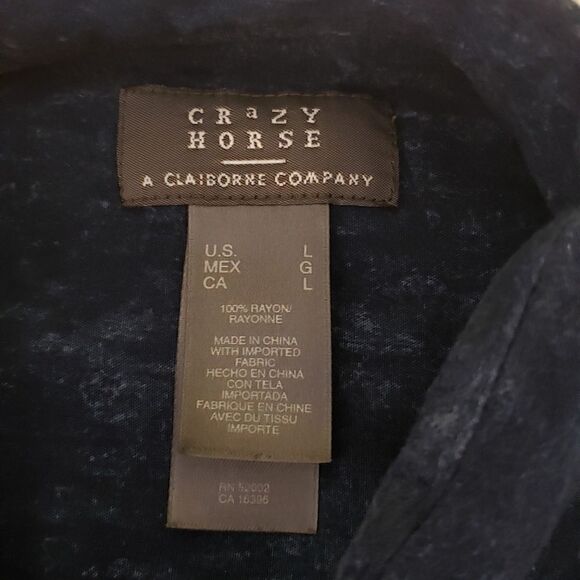 CRaZY
HORSE
A CLAIBORNE COMPANY
U.S. L
MEX G
CA L
100% RAYON/
RAYONNE
MADE IN CHINA
WITH IMPORTED
FABRIC
HECHO EN CHINA
CON TELA
IMPORTADA
FABRIQUE EN CHINE
AVEC DU TISSU
IMPORTE
RN 52002
CA 16396